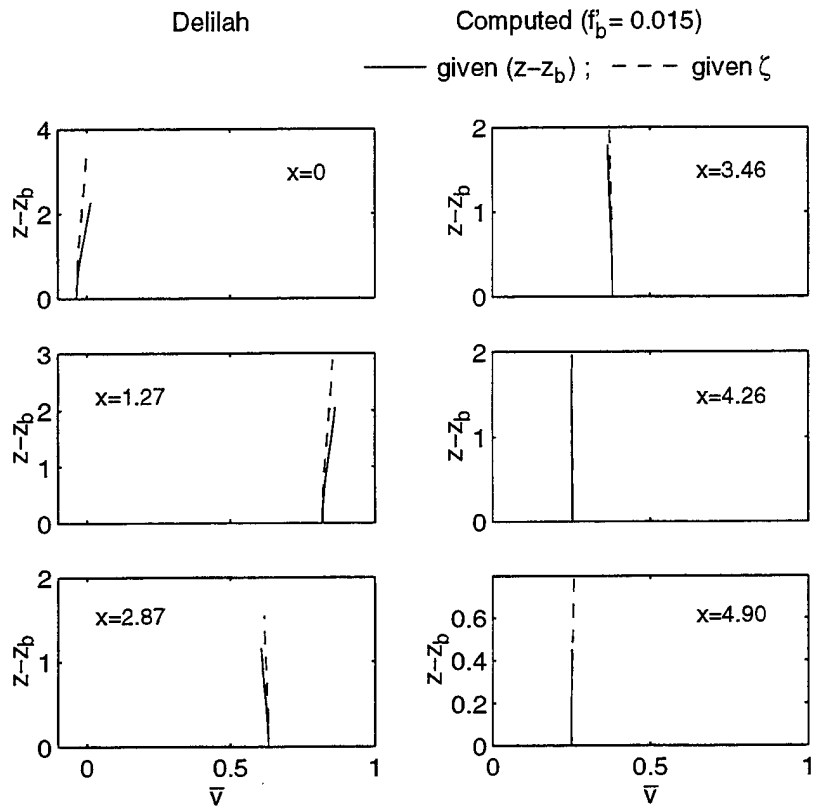 Delilah
Computed (f'b= 0.015)
given (z−zb) ; given ζ
4
2
0
z−zb
x=0
2
1
0
z−zb
x=3.46
3
2
1
0
z−zb
x=1.27
2
1
0
z−zb
x=4.26
2
1
0
z−zb
x=2.87
0 0.5 1
v̅
0.6
0.4
0.2
0
z−zb
x=4.90
0 0.5 1
v̅